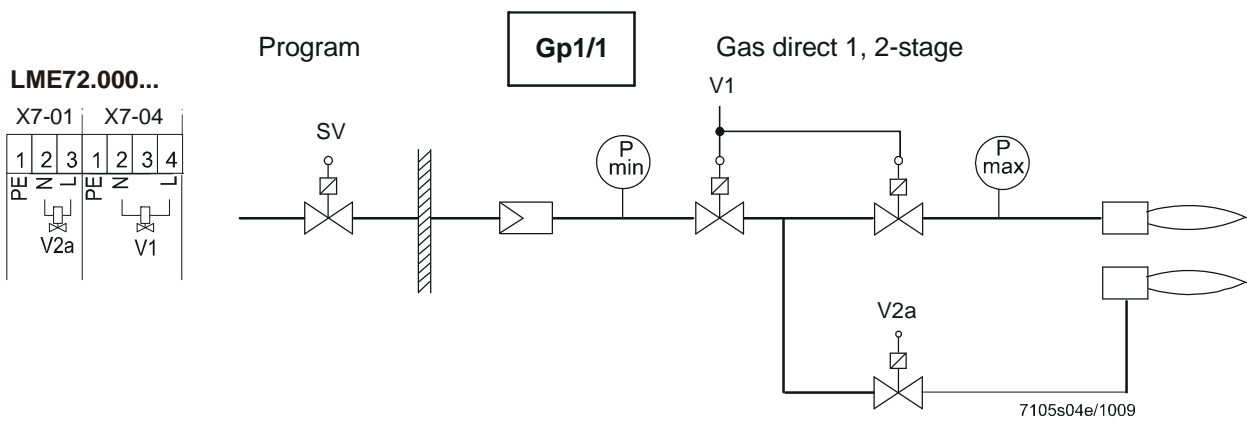 Program
Gp1/1
Gas direct 1, 2-stage
LME72.000...
X7-01 X7-04
1 2 3 1 2 3 4
PE N L PE N L
V2a V1
SV
P
min
V1
P
max
V2a
7105s04e/1009